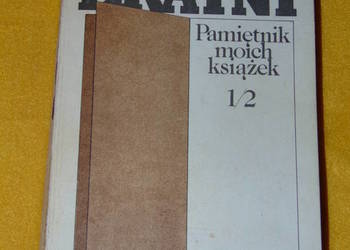 Pamiętnik
moich
książek
1/2